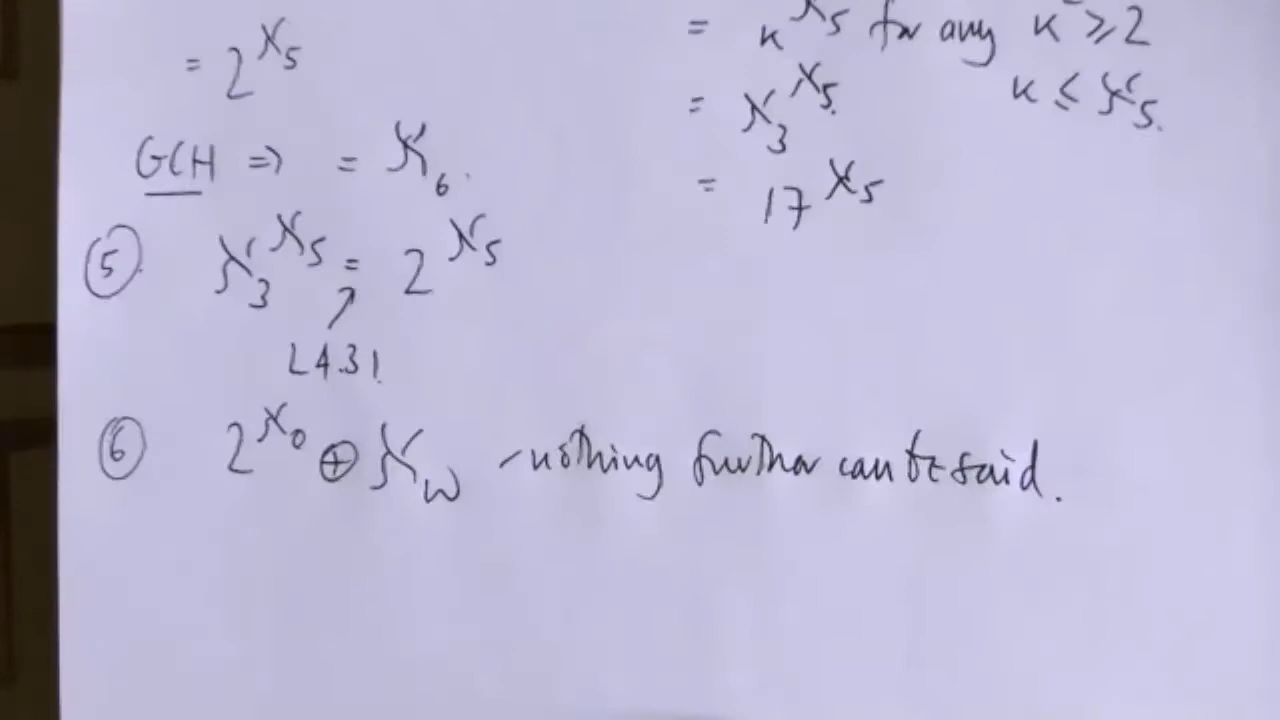 = 2^ℵ₅
GCH ⇒ = ℵ₆.
⑤ ℵ₃^ℵ₅ = 2^ℵ₅
↗
L4.31.
⑥ 2^ℵ₀ ⊕ ℵ_ω – nothing further can be said.
= κ^ℵ₅ for any κ ≥ 2
κ ≤ ℵ₅.
= ℵ₃^ℵ₅.
= 17^ℵ₅